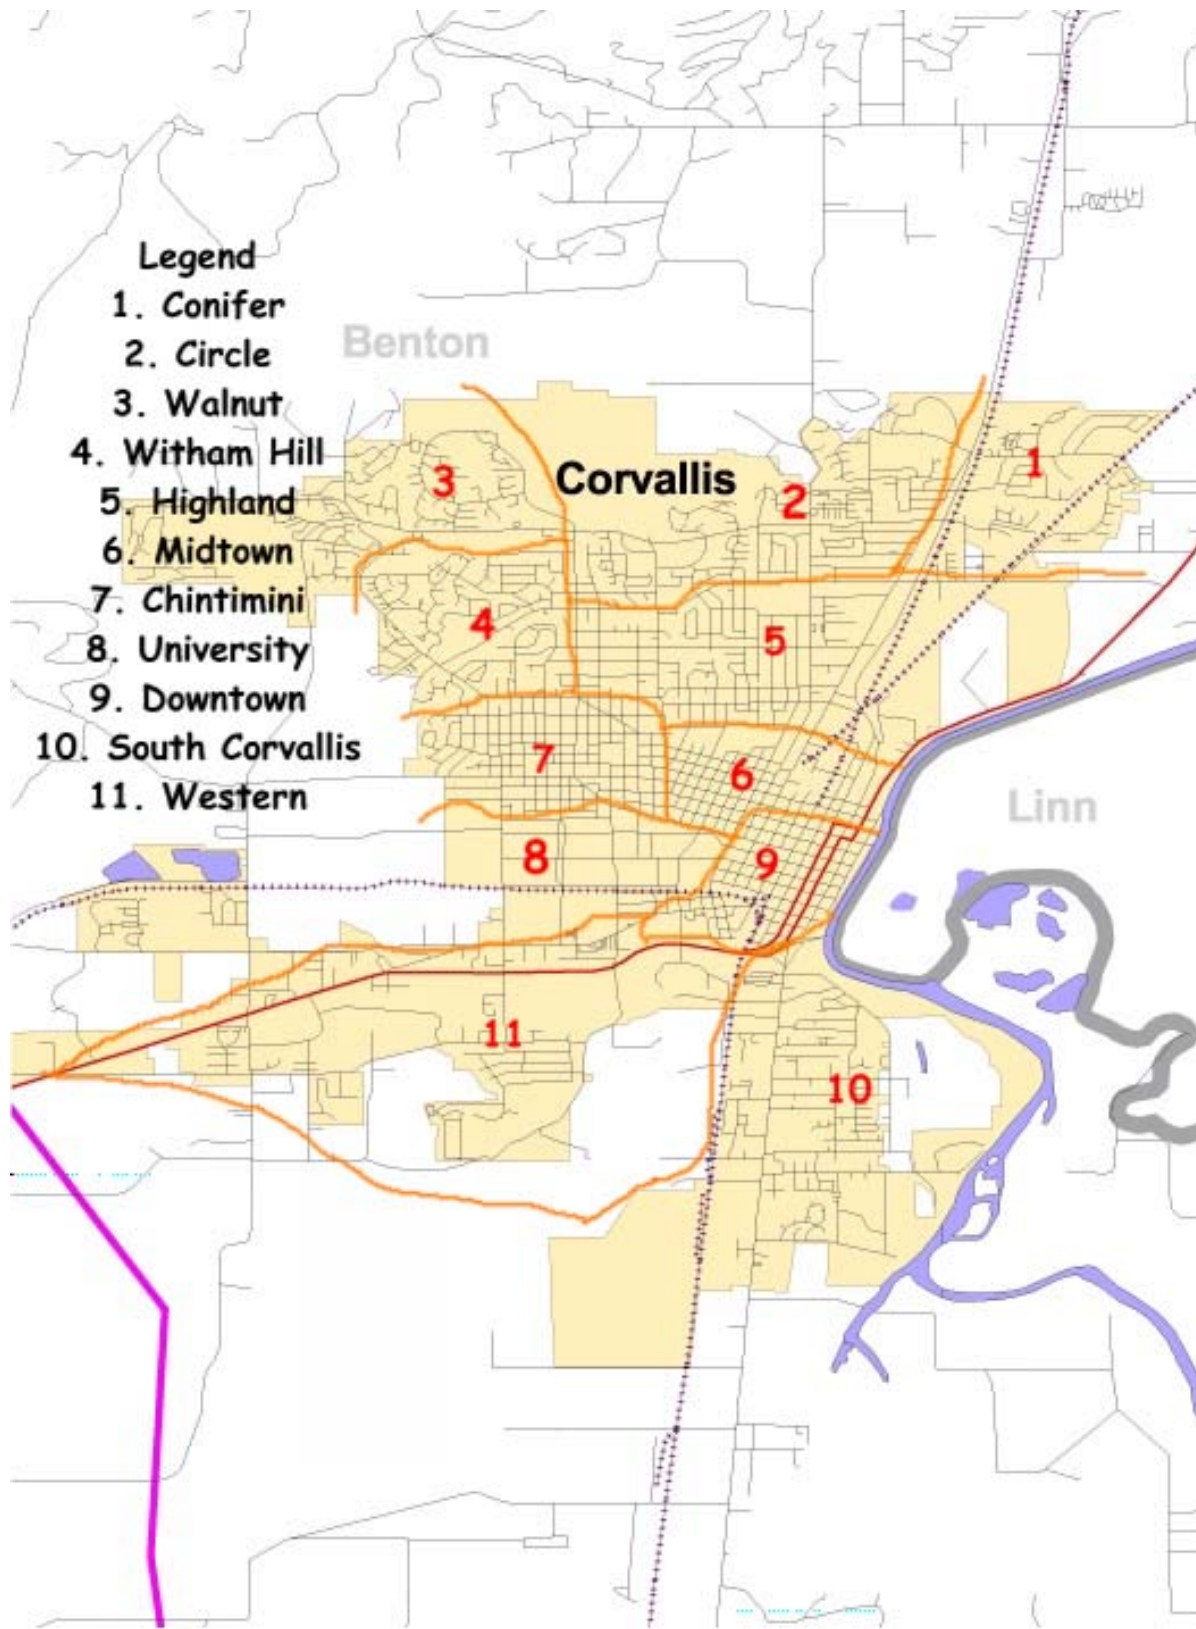 Legend
1. Conifer
2. Circle
3. Walnut
4. Witham Hill
5. Highland
6. Midtown
7. Chintimini
8. University
9. Downtown
10. South Corvallis
11. Western
Benton
Corvallis
Linn
3
2
1
4
5
7
6
8
9
11
10